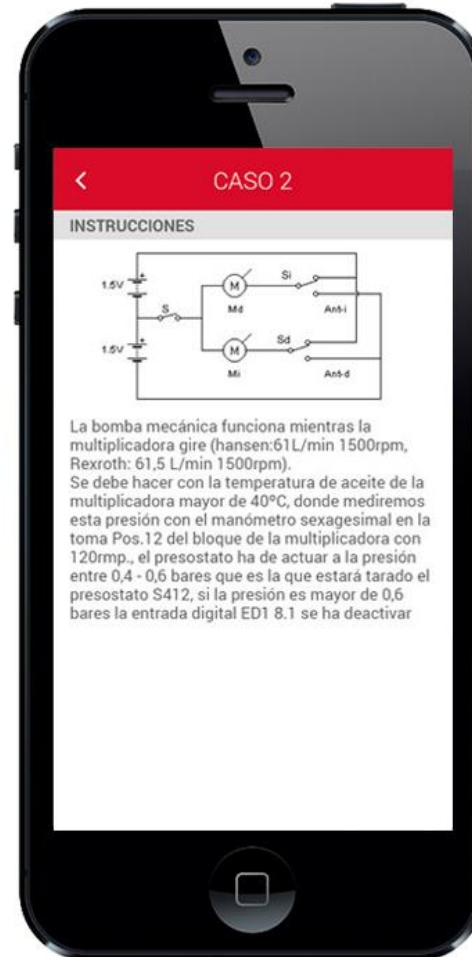 CASO 2
INSTRUCCIONES
1.5V
S
M
Md
Si
Ant-i
1.5V
M
Mi
Sd
Ant-d
La bomba mecánica funciona mientras la
multiplicadora gire (hansen:61L/min 1500rpm,
Rexroth: 61,5 L/min 1500rpm).
Se debe hacer con la temperatura de aceite de la
multiplicadora mayor de 40ºC, donde mediremos
esta presión con el manómetro sexagesimal en la
toma Pos.12 del bloque de la multiplicadora con
120rmp., el presostato ha de actuar a la presión
entre 0,4 - 0,6 bares que es la que estará tarado el
presostato S412, si la presión es mayor de 0,6
bares la entrada digital ED1 8.1 se ha deactivar